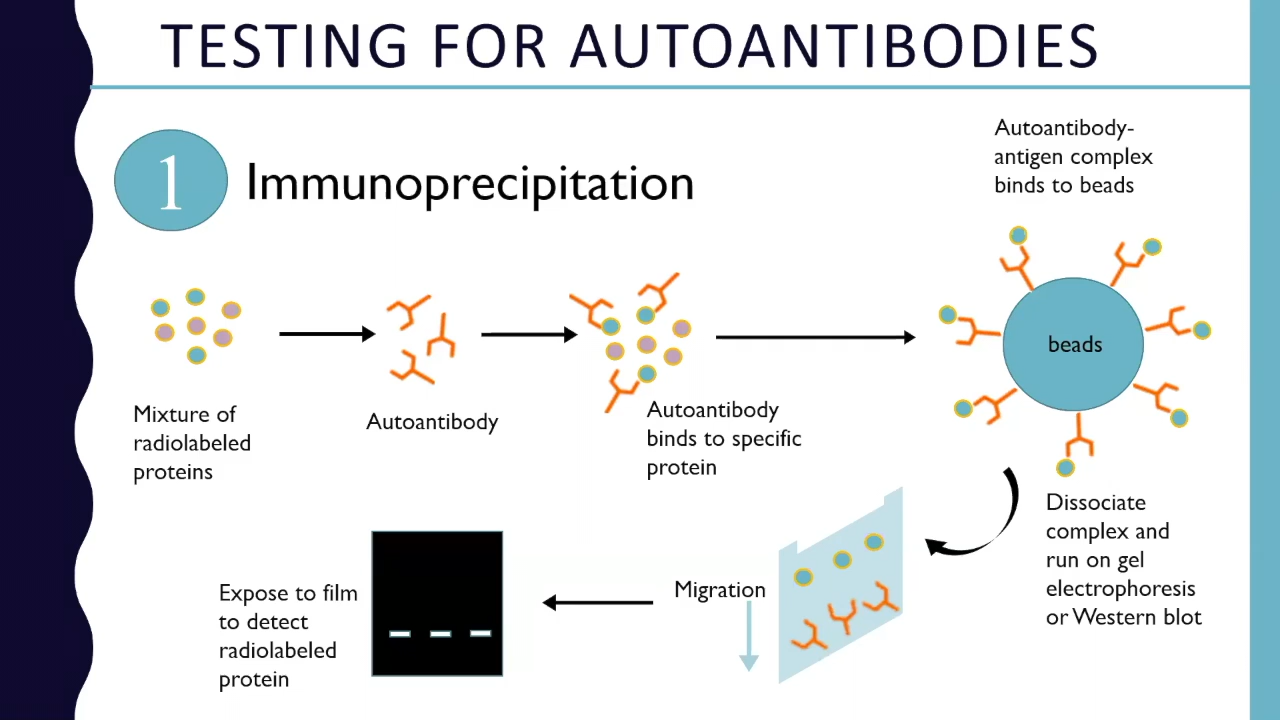 TESTING FOR AUTOANTIBODIES
1
Immunoprecipitation
Mixture of
radiolabeled
proteins
Autoantibody
Autoantibody
binds to specific
protein
Autoantibody-
antigen complex
binds to beads
beads
Dissociate
complex and
run on gel
electrophoresis
or Western blot
Migration
Expose to film
to detect
radiolabeled
protein